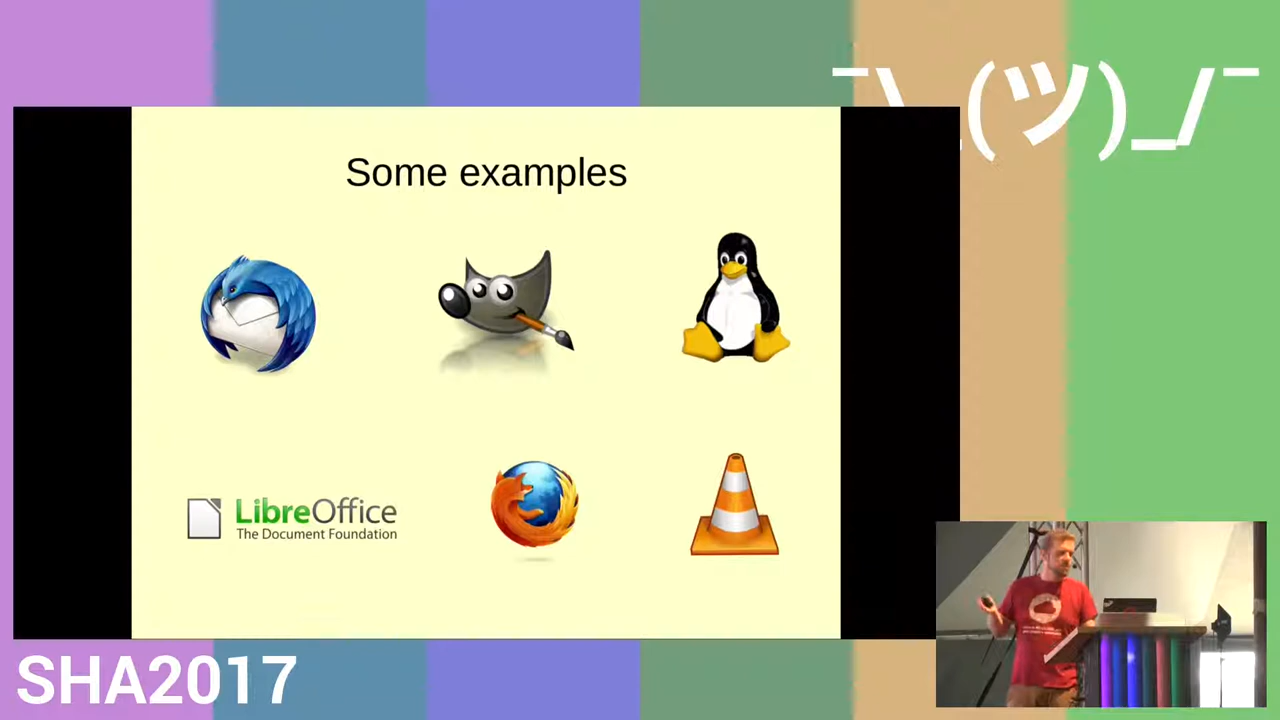 ¯\_(ツ)_/¯
Some examples
LibreOffice
The Document Foundation
SHA2017